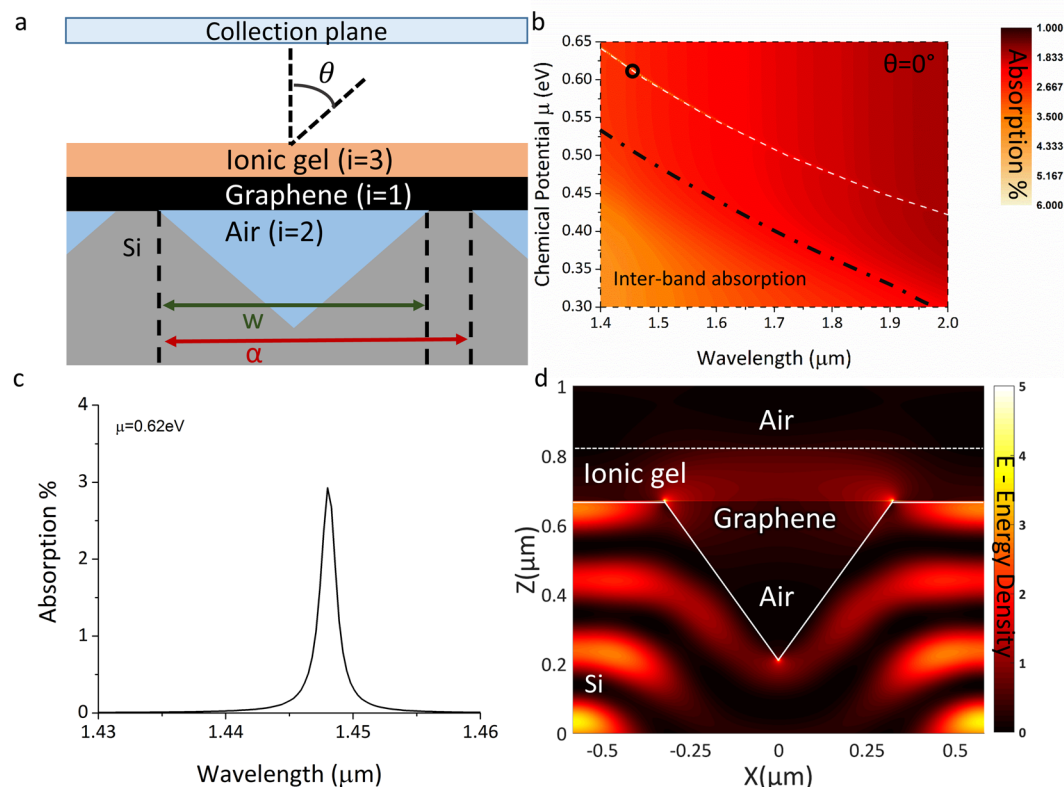 a
Collection plane
θ
Ionic gel (i=3)
Graphene (i=1)
Air (i=2)
Si
w
α
b
Chemical Potential μ (eV)
0.65
0.60
0.55
0.50
0.45
0.40
0.35
0.30
θ=0°
Inter-band absorption
1.4 1.5 1.6 1.7 1.8 1.9 2.0
Wavelength (μm)
Absorption %
1.000
1.833
2.667
3.500
4.333
5.167
6.000
c
Absorption %
4
3
2
1
0
μ=0.62eV
1.43 1.44 1.45 1.46
Wavelength (μm)
d
Z(μm)
1
0.8
0.6
0.4
0.2
0
Air
Ionic gel
Graphene
Air
Si
-0.5 -0.25 0 0.25 0.5
X(μm)
E - Energy Density
5
4
3
2
1
0